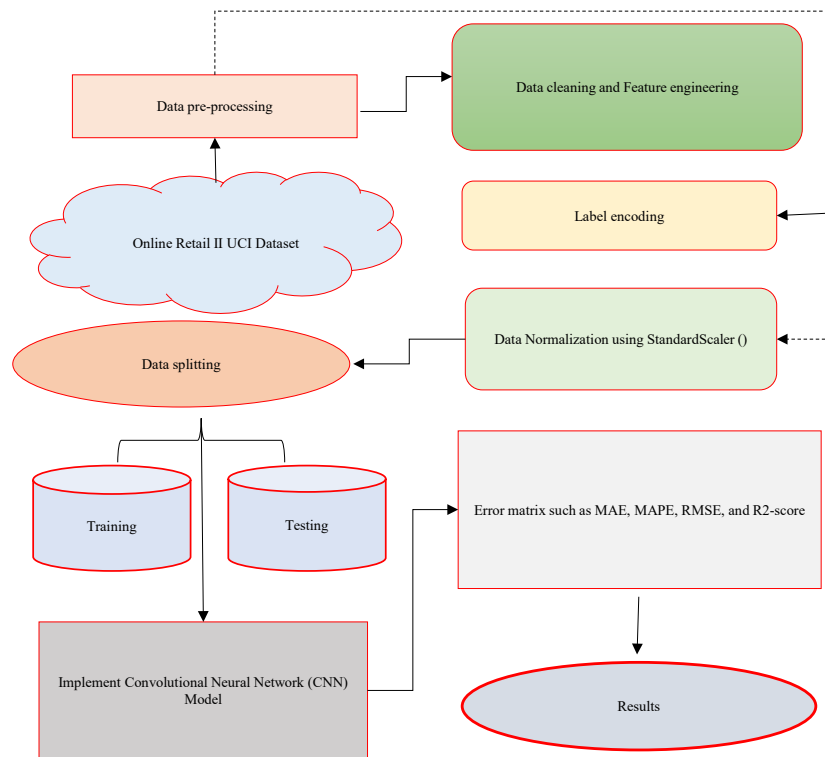 Data pre-processing
Data cleaning and Feature engineering
Online Retail II UCI Dataset
Label encoding
Data Normalization using StandardScaler ()
Data splitting
Training
Testing
Error matrix such as MAE, MAPE, RMSE, and R2-score
Implement Convolutional Neural Network (CNN)
Model
Results